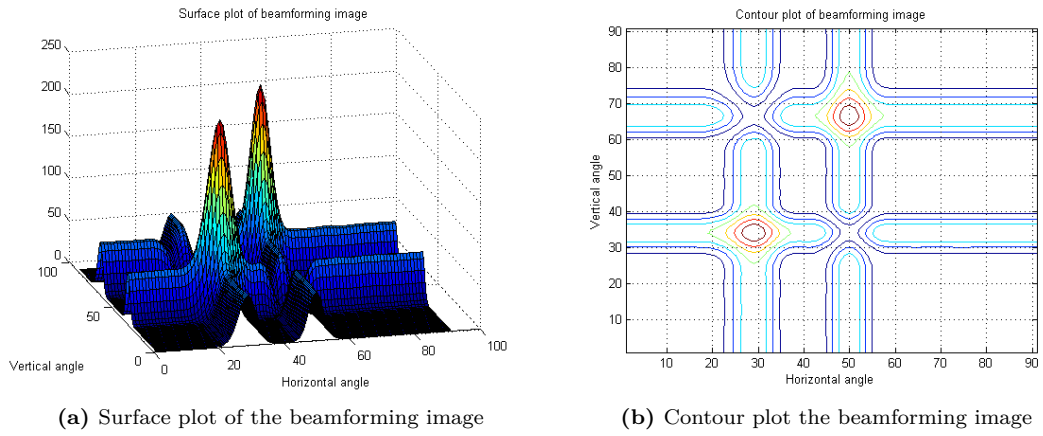 Surface plot of beamforming image
250
200
150
100
50
0
100
50
0
0
20
40
60
80
100
Vertical angle
Horizontal angle
(a) Surface plot of the beamforming image
Contour plot of beamforming image
90
80
70
60
50
40
30
20
10
Vertical angle
10 20 30 40 50 60 70 80 90
Horizontal angle
(b) Contour plot the beamforming image